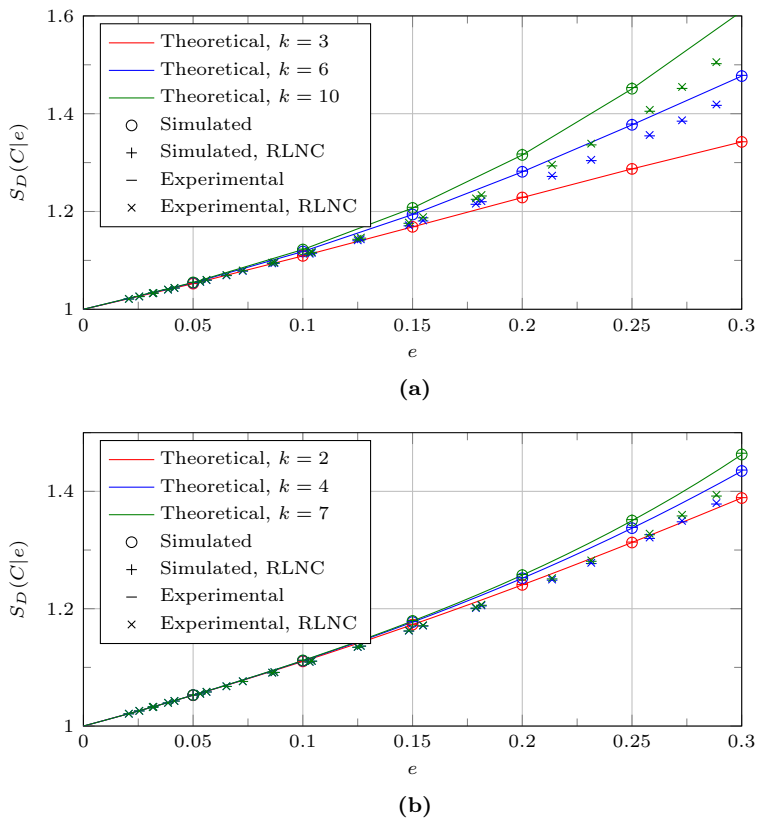 1.6
1.4
1.2
1
S_D(C|e)
Theoretical, k = 3
Theoretical, k = 6
Theoretical, k = 10
Simulated
Simulated, RLNC
Experimental
Experimental, RLNC
0 0.05 0.1 0.15 0.2 0.25 0.3
e
(a)
1.4
1.2
1
S_D(C|e)
Theoretical, k = 2
Theoretical, k = 4
Theoretical, k = 7
Simulated
Simulated, RLNC
Experimental
Experimental, RLNC
0 0.05 0.1 0.15 0.2 0.25 0.3
e
(b)